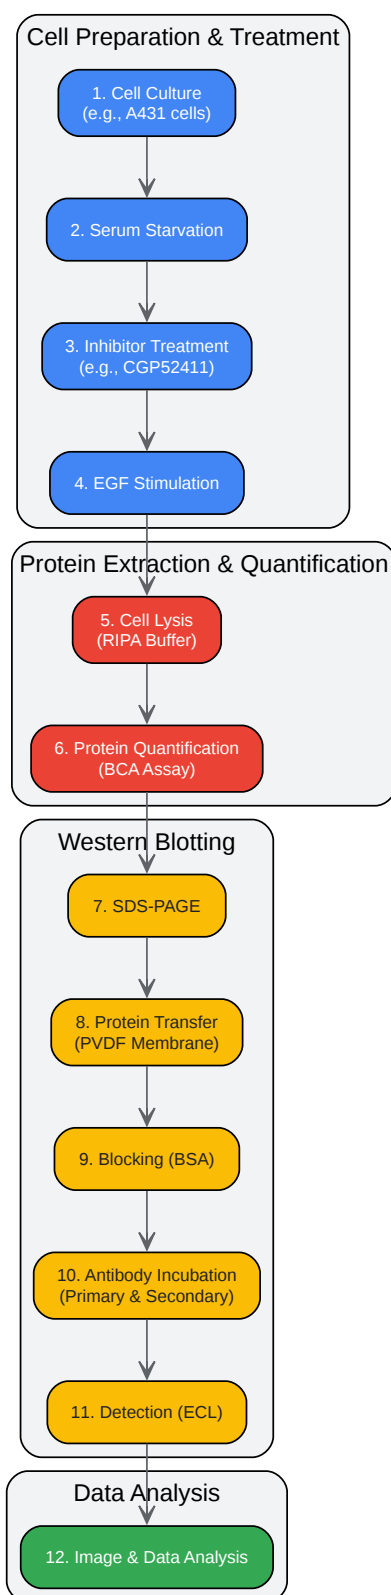 Cell Preparation & Treatment
1. Cell Culture
(e.g., A431 cells)
2. Serum Starvation
3. Inhibitor Treatment
(e.g., CGP52411)
4. EGF Stimulation
Protein Extraction & Quantification
5. Cell Lysis
(RIPA Buffer)
6. Protein Quantification
(BCA Assay)
Western Blotting
7. SDS-PAGE
8. Protein Transfer
(PVDF Membrane)
9. Blocking (BSA)
10. Antibody Incubation
(Primary & Secondary)
11. Detection (ECL)
Data Analysis
12. Image & Data Analysis